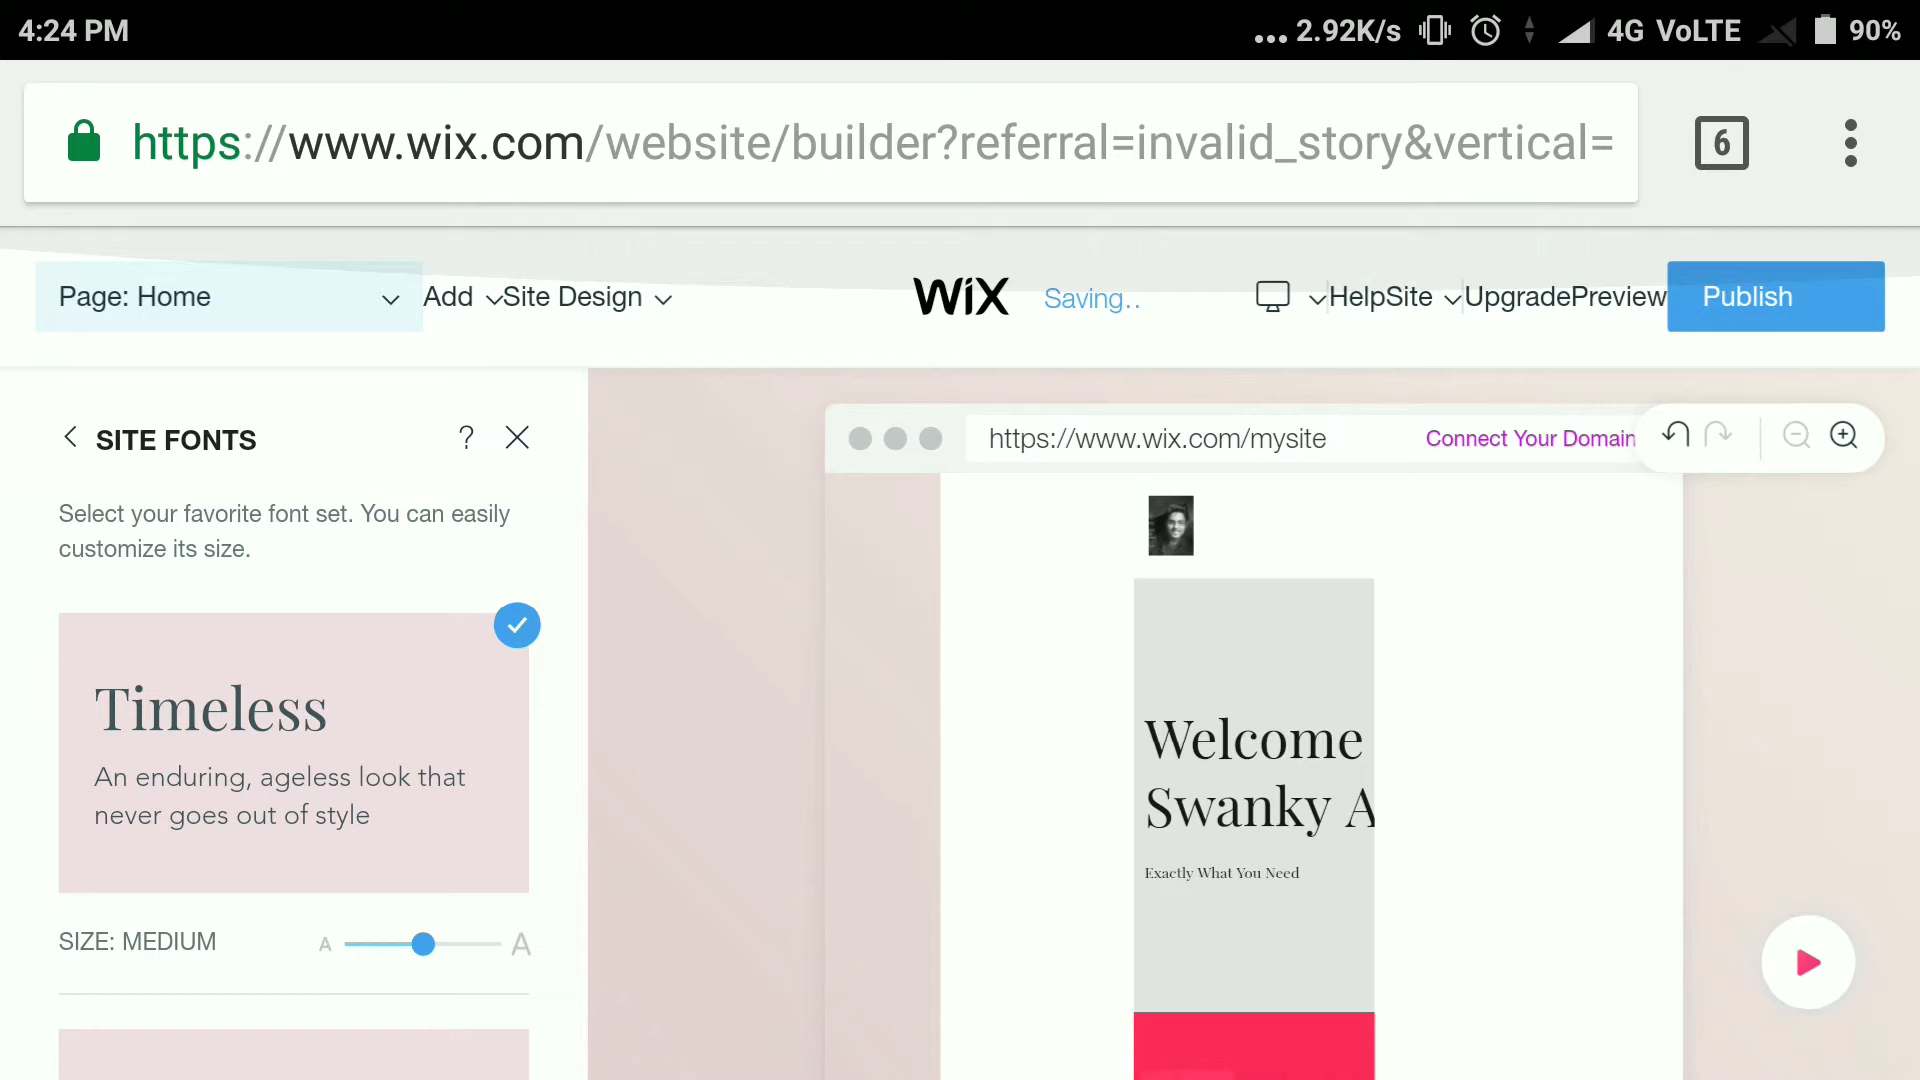 4:24 PM
... 2.92K/s 4G VoLTE 90%
https://www.wix.com/website/builder?referral=invalid_story&vertical=
6
Page: Home Add Site Design WiX Saving.. Help Site Upgrade Preview Publish
SITE FONTS ?
https://www.wix.com/mysite Connect Your Domain
Select your favorite font set. You can easily
customize its size.
Timeless
An enduring, ageless look that
never goes out of style
SIZE: MEDIUM A A
Welcome
Swanky A
Exactly What You Need